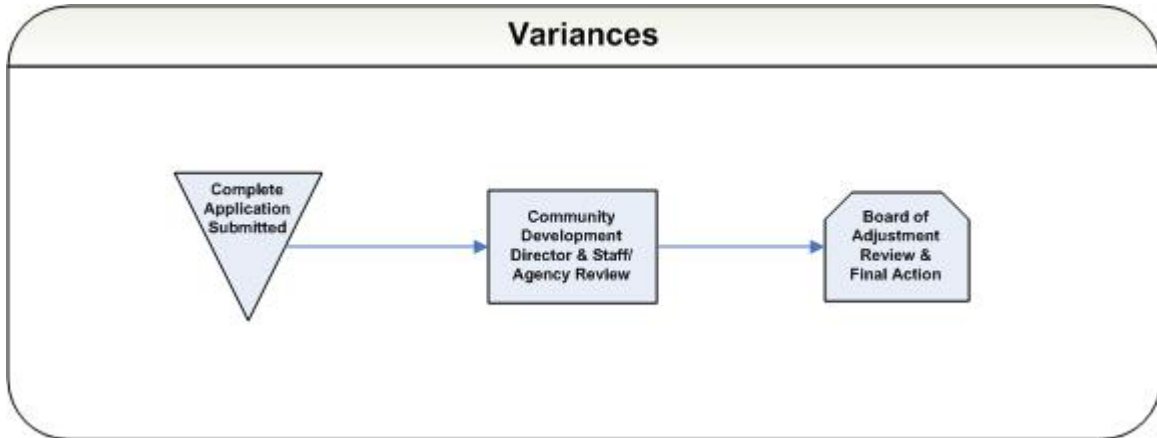 Variances
Complete
Application
Submitted
Community
Development
Director & Staff/
Agency Review
Board of
Adjustment
Review &
Final Action